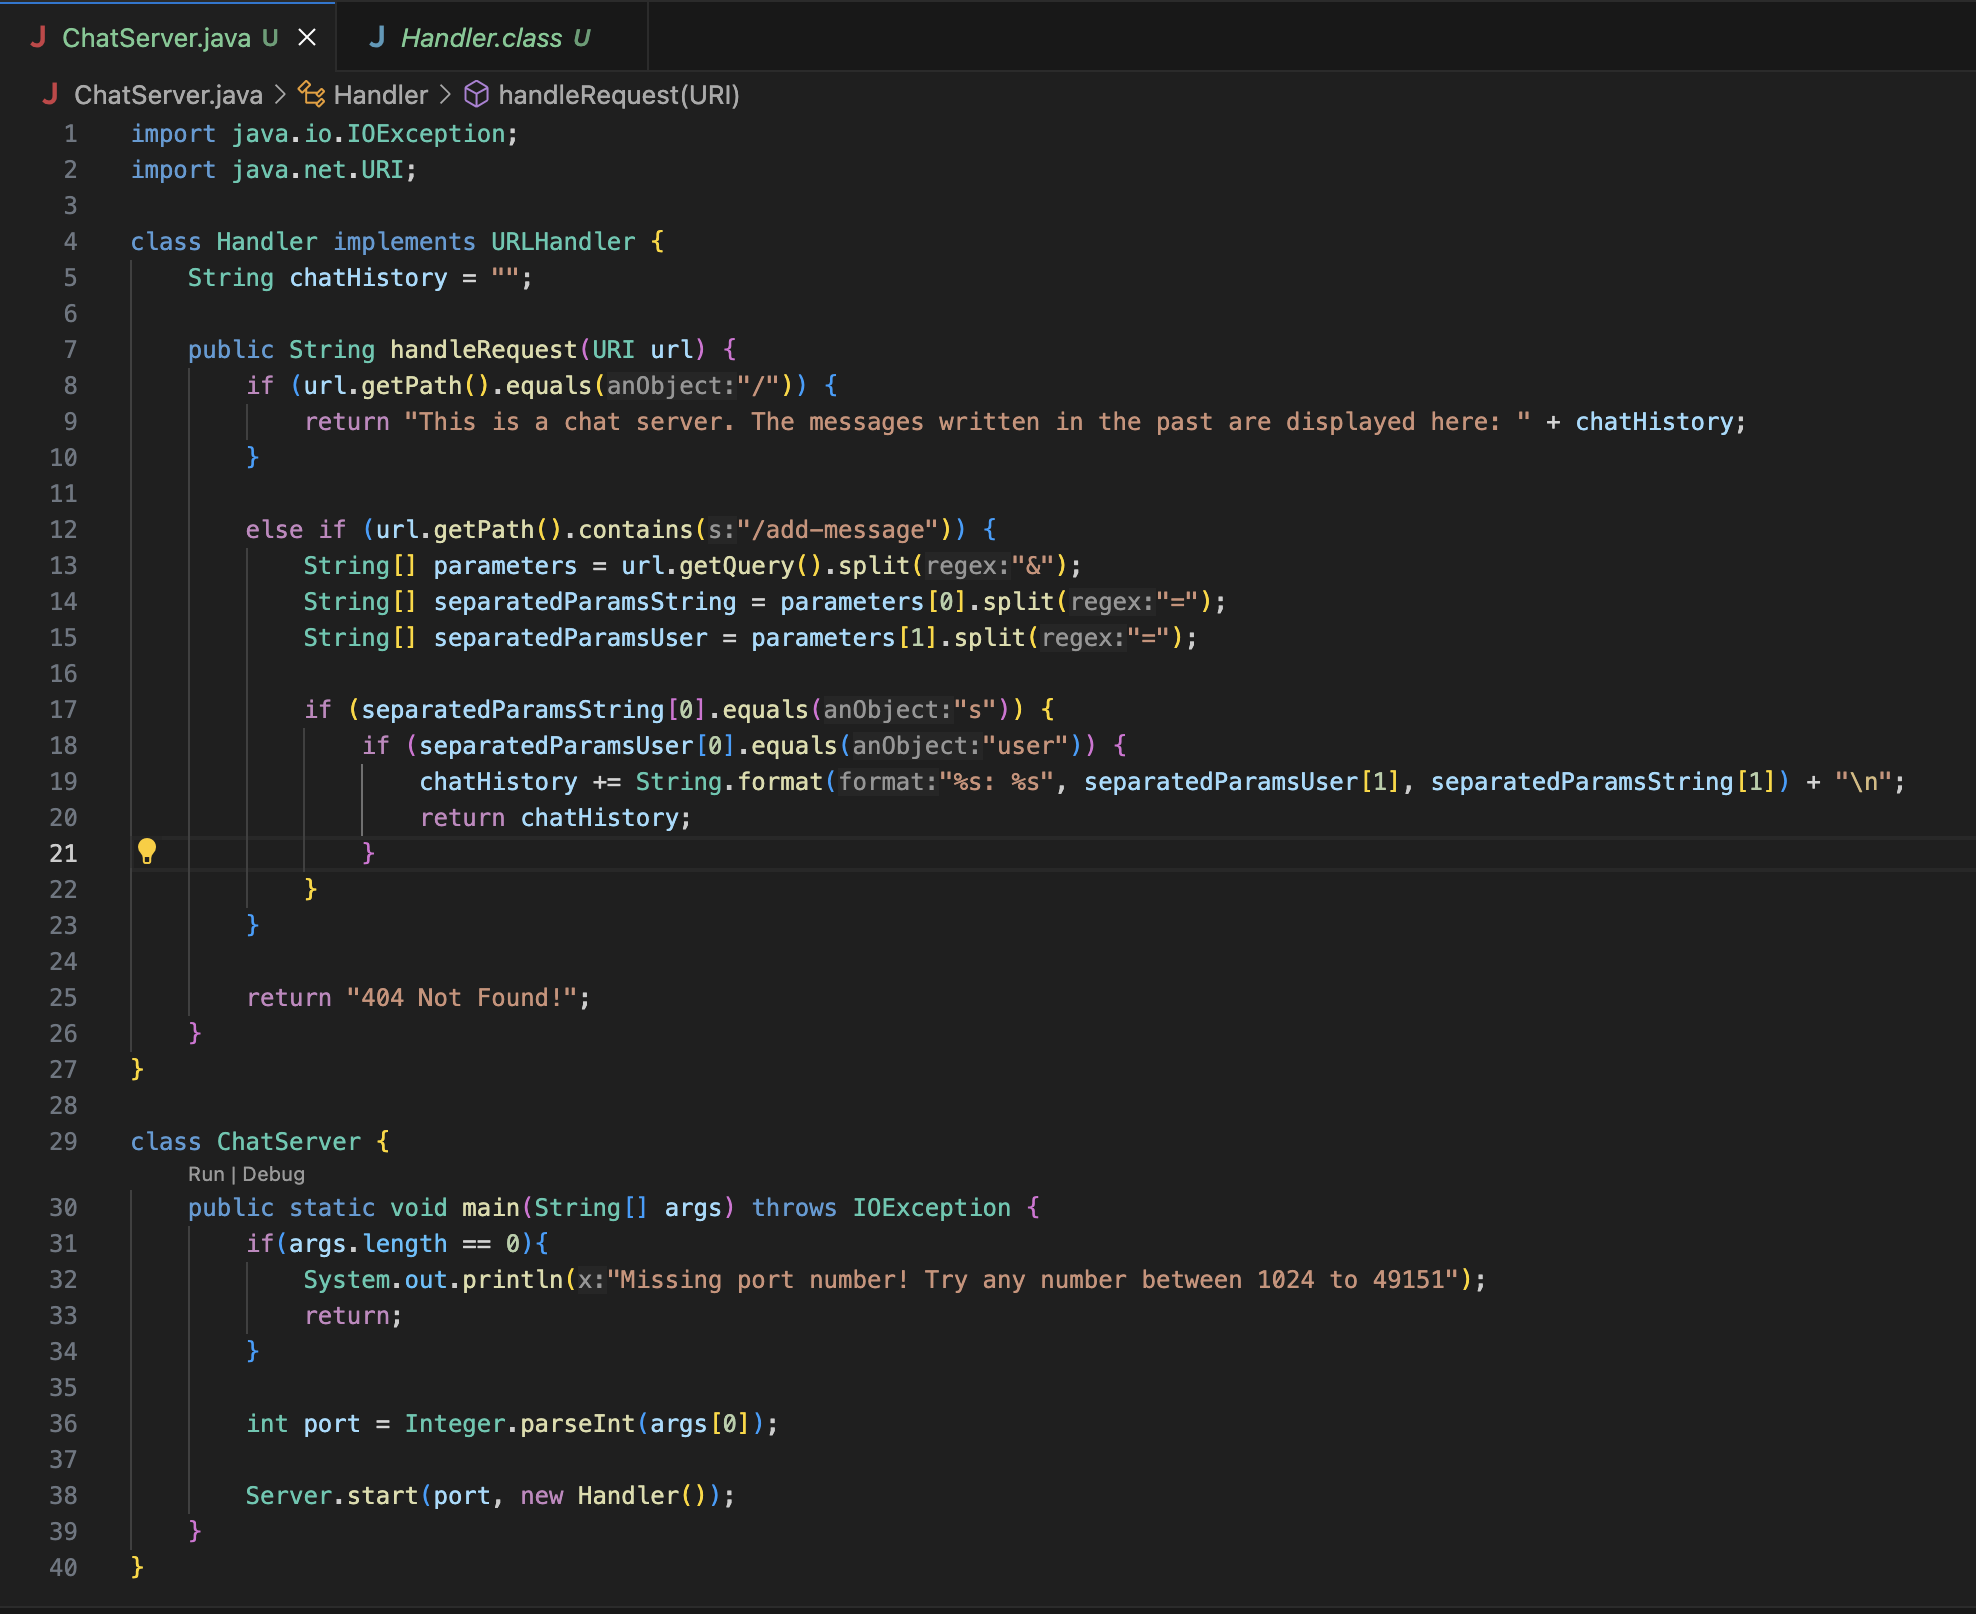 ChatServer.java U
Handler.class U
ChatServer.java > Handler > handleRequest(URI)
1 import java.io.IOException;
2 import java.net.URI;
3
4 class Handler implements URLHandler {
5 String chatHistory = "";
6
7 public String handleRequest(URI url) {
8 if (url.getPath().equals(anObject:"/")) {
9 return "This is a chat server. The messages written in the past are displayed here: " + chatHistory;
10 }
11
12 else if (url.getPath().contains(s:"/add-message")) {
13 String[] parameters = url.getQuery().split(regex:"&");
14 String[] separatedParamsString = parameters[0].split(regex:"=");
15 String[] separatedParamsUser = parameters[1].split(regex:"=");
16
17 if (separatedParamsString[0].equals(anObject:"s")) {
18 if (separatedParamsUser[0].equals(anObject:"user")) {
19 chatHistory += String.format(format:"%s: %s", separatedParamsUser[1], separatedParamsString[1]) + "\n";
20 return chatHistory;
21 }
22 }
23 }
24
25 return "404 Not Found!";
26 }
27 }
28
29 class ChatServer {
Run | Debug
30 public static void main(String[] args) throws IOException {
31 if(args.length == 0){
32 System.out.println(x:"Missing port number! Try any number between 1024 to 49151");
33 return;
34 }
35
36 int port = Integer.parseInt(args[0]);
37
38 Server.start(port, new Handler());
39 }
40 }